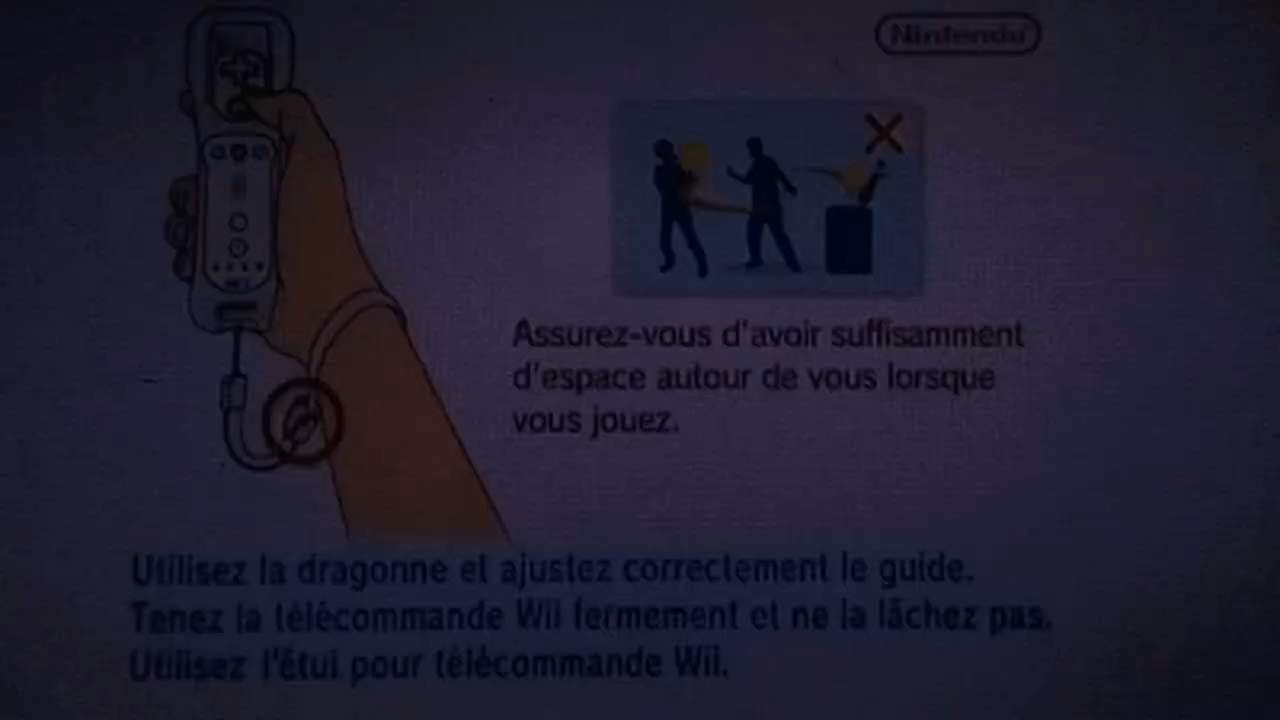 Nintendo
Assurez-vous d'avoir suffisamment
d'espace autour de vous lorsque
vous jouez.
Utilisez la dragonne et ajustez correctement le guide.
Tenez la télécommande Wii fermement et ne la lâchez pas.
Utilisez l'étui pour télécommande Wii.